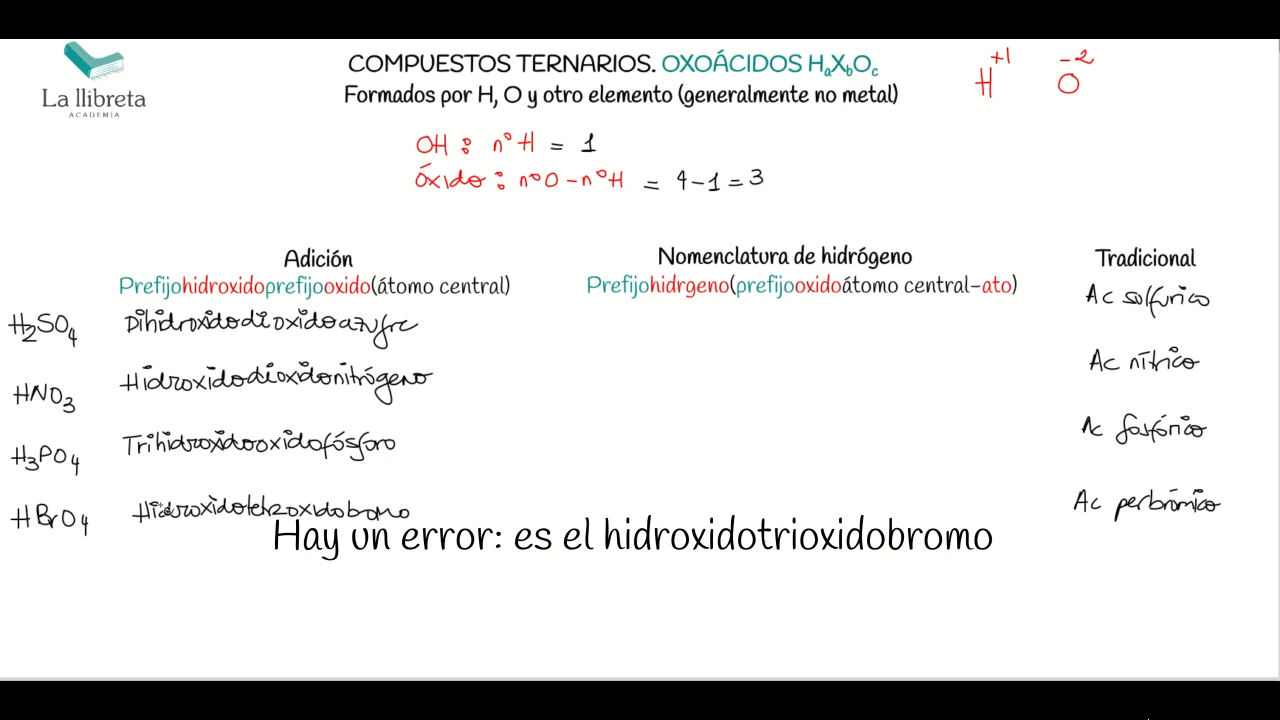 La llibreta
ACADEMIA
COMPUESTOS TERNARIOS. OXOÁCIDOS HaXbOc
Formados por H, O y otro elemento (generalmente no metal)
+1 -2
H O
OH : nº H = 1
óxido : nºO - nºH = 4-1=3
Adición
Prefijohidroxidoprefijooxido(átomo central)
Nomenclatura de hidrógeno
Prefijohidrgeno(prefijooxidoátomo central-ato)
Tradicional
H2SO4 Dihidroxidodioxidoazufre Ac sulfúrico
HNO3 Hidroxidodioxidonitrógeno Ac nítrico
H3PO4 Trihidroxidooxidofósforo Ac fosfórico
HBrO4 Hidroxidotetraoxidobromo Ac perbrómico
Hay un error: es el hidroxidotrioxidobromo